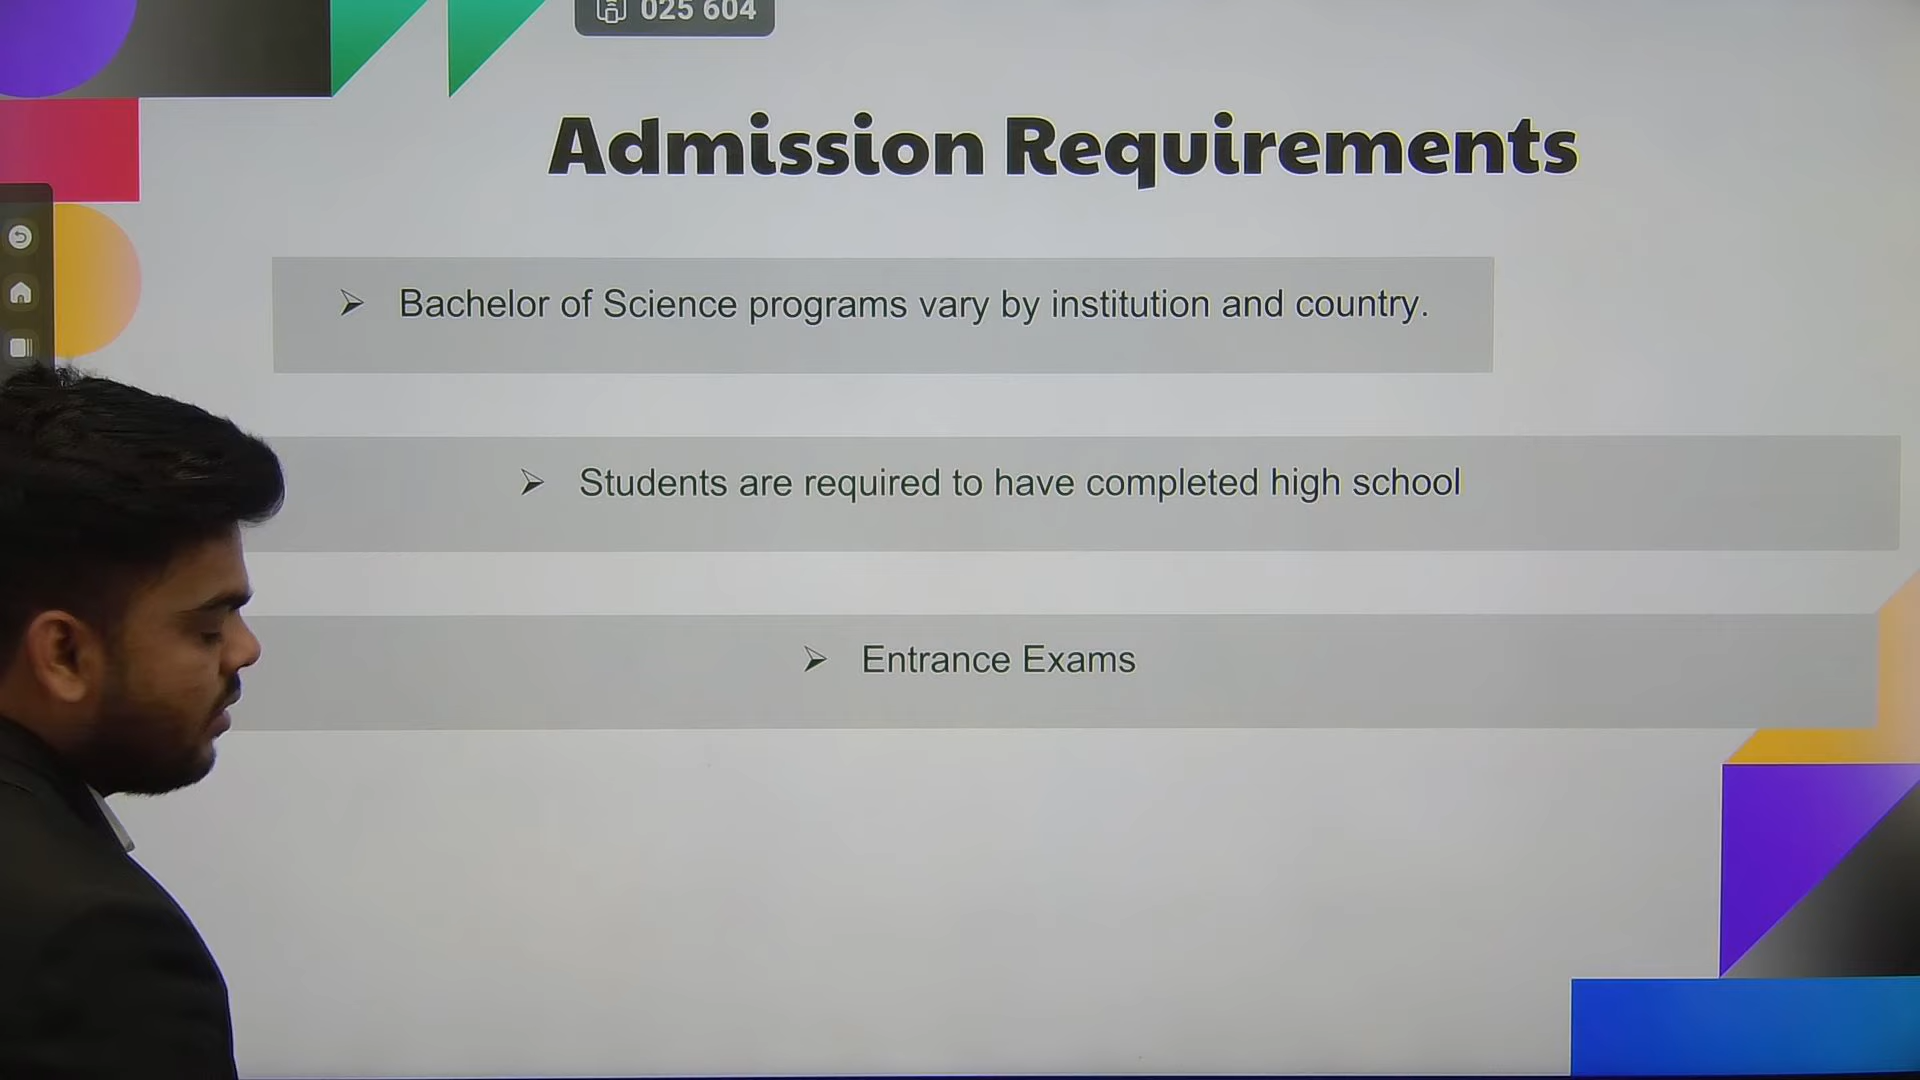 025 604
Admission Requirements
➢ Bachelor of Science programs vary by institution and country.
➢ Students are required to have completed high school
➢ Entrance Exams